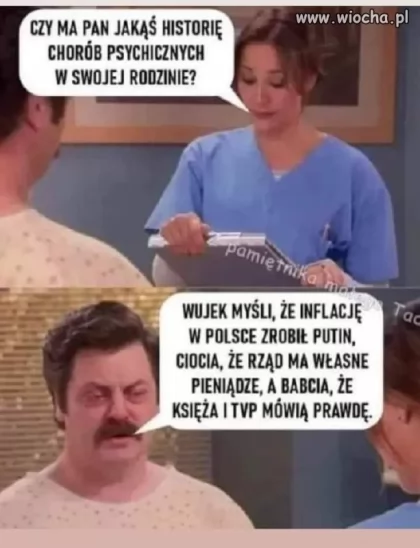 www.wiocha.pl
CZY MA PAN JAKĄŚ HISTORIĘ
CHORÓB PSYCHICZNYCH
W SWOJEJ RODZINIE?
pamiętnika
WUJEK MYŚLI, ŻE INFLACJĘ
W POLSCE ZROBIŁ PUTIN,
CIOCIA, ŻE RZĄD MA WŁASNE
PIENIĄDZE, A BABCIA, ŻE
KSIĘŻA I TVP MÓWIĄ PRAWDĘ.